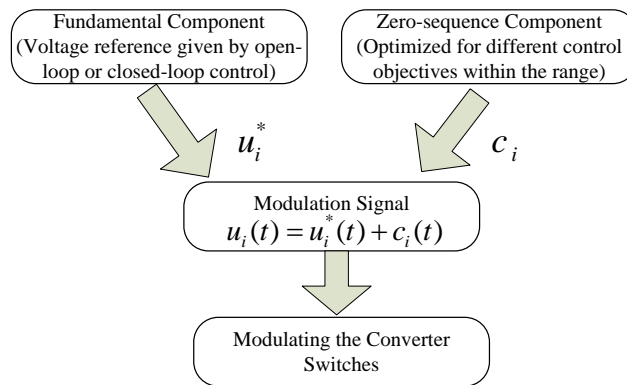 Fundamental Component
(Voltage reference given by open-
loop or closed-loop control)
Zero-sequence Component
(Optimized for different control
objectives within the range)
u_i^*
c_i
Modulation Signal
u_i(t) = u_i^*(t) + c_i(t)
Modulating the Converter
Switches